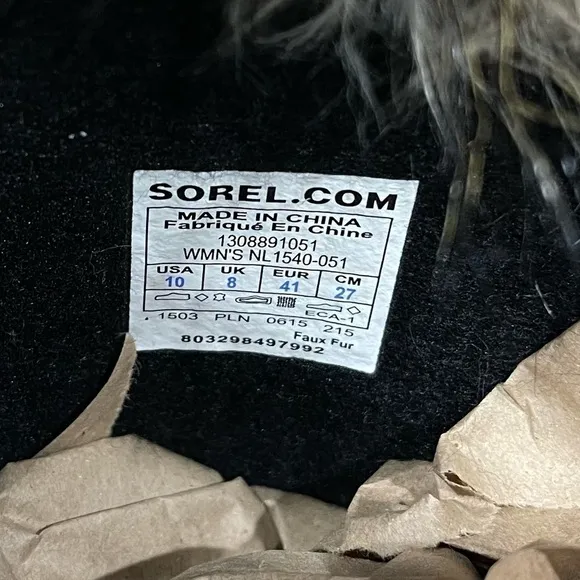 SOREL.COM
MADE IN CHINA
Fabriqué En Chine
1308891051
WMN'S NL1540-051
USA UK EUR CM
10 8 41 27
ECA-1
. 1503 PLN 0615 215
Faux Fur
803298497992